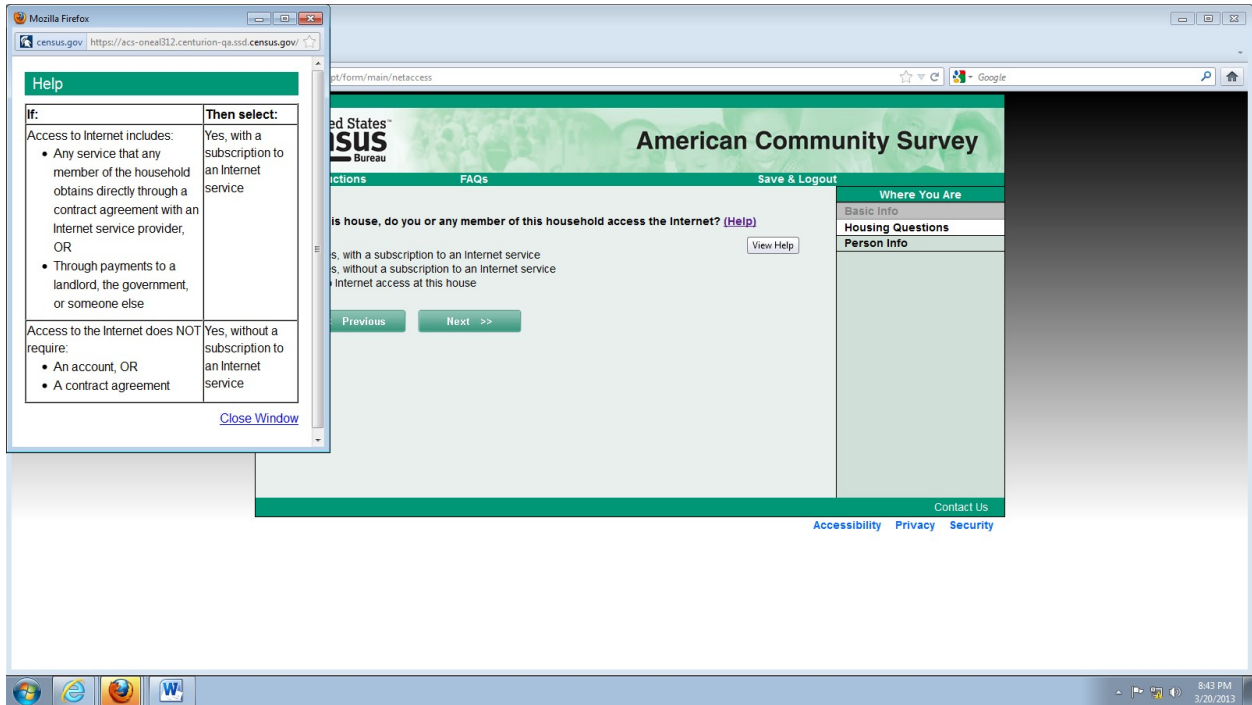 Mozilla Firefox
census.gov https://acs-oneal312.centurion-qa.ssd.census.gov/
Help
If: Then select:
Access to Internet includes:
• Any service that any
member of the household
obtains directly through a
contract agreement with an
Internet service provider,
OR
• Through payments to a
landlord, the government,
or someone else
Yes, with a
subscription to
an Internet
service
Access to the Internet does NOT
require:
• An account, OR
• A contract agreement
Yes, without a
subscription to
an Internet
service
Close Window
pt/form/main/netaccess
Google
ed States™
sus
Bureau
American Community Survey
ctions FAQs Save & Logout
is house, do you or any member of this household access the Internet? (Help)
View Help
s, with a subscription to an Internet service
s, without a subscription to an Internet service
Internet access at this house
Previous Next >>
Where You Are
Basic Info
Housing Questions
Person Info
Contact Us
Accessibility Privacy Security
W
8:43 PM
3/20/2013